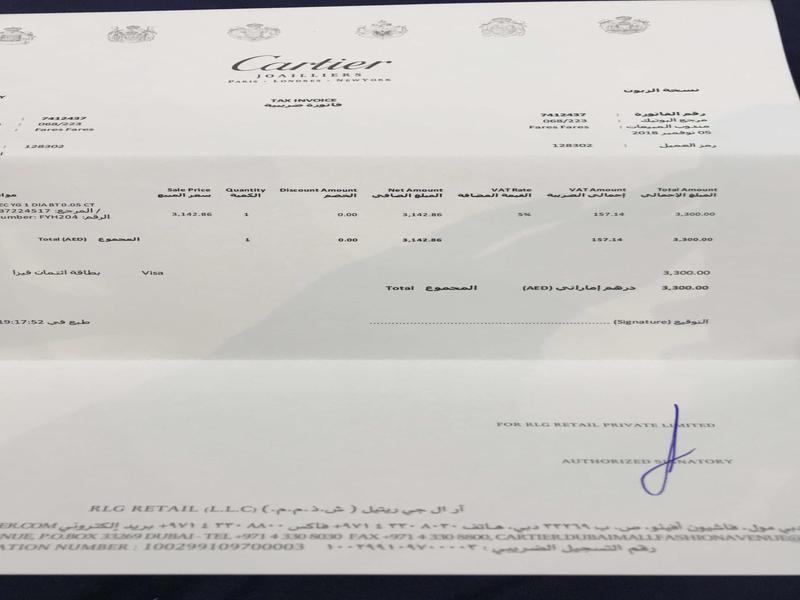 Cartier
JOAILLIERS
PARIS - LONDRES - NEW YORK
TAX INVOICE
فاتورة ضريبية
نسخة الزبون
7412437
: 068/223
: Fares Fares
: 128302
7412437 : رقم الفاتورة
068/223 : مرجع البوتيك
Fares Fares : مندوب المبيعات
05 نوفمبر 2018
128302 : رمز العميل
Sale Price Quantity Discount Amount Net Amount VAT Rate VAT Amount Total Amount
سعر المبيع الكمية الخصم المبلغ الصافي القيمة المضافة إجمالي الضريبة المبلغ الإجمالي
EC YG 1 DIA BT 0.05 CT
37224517 :المرجع /
umber: FYH204 :الرقم
3,142.86 1 0.00 3,142.86 5% 157.14 3,300.00
Total (AED) المجموع 1 0.00 3,142.86 157.14 3,300.00
بطاقة ائتمان فيزا Visa 3,300.00
Total المجموع (AED) درهم إماراتي 3,300.00
19:17:52 طبع في
التوقيع (Signature)
FOR RLG RETAIL PRIVATE LIMITED
AUTHORIZED SIGNATORY
RLG RETAIL (L.L.C) (.ش.ذ.م.م) آر ال جي ريتيل
دبي مول، فاشيون أفينو، ص. ب ٣٣٢٦٩ دبي، هاتف ٨٠٣٠ ٣٣٠ ٤ ٩٧١+ فاكس ٨٨٠٠ ٣٣٠ ٤ ٩٧١+ بريد إلكتروني ER.COM
NUE, P.O.BOX 33269 DUBAI - TEL +971 4 330 8030 FAX +971 4 330 8800, CARTIER.DUBAIMALLFASHIONAVENUE@
ATION NUMBER : 100299109700003 رقم التسجيل الضريبي : ١٠٠٢٩٩١٠٩٧٠٠٠٠٣